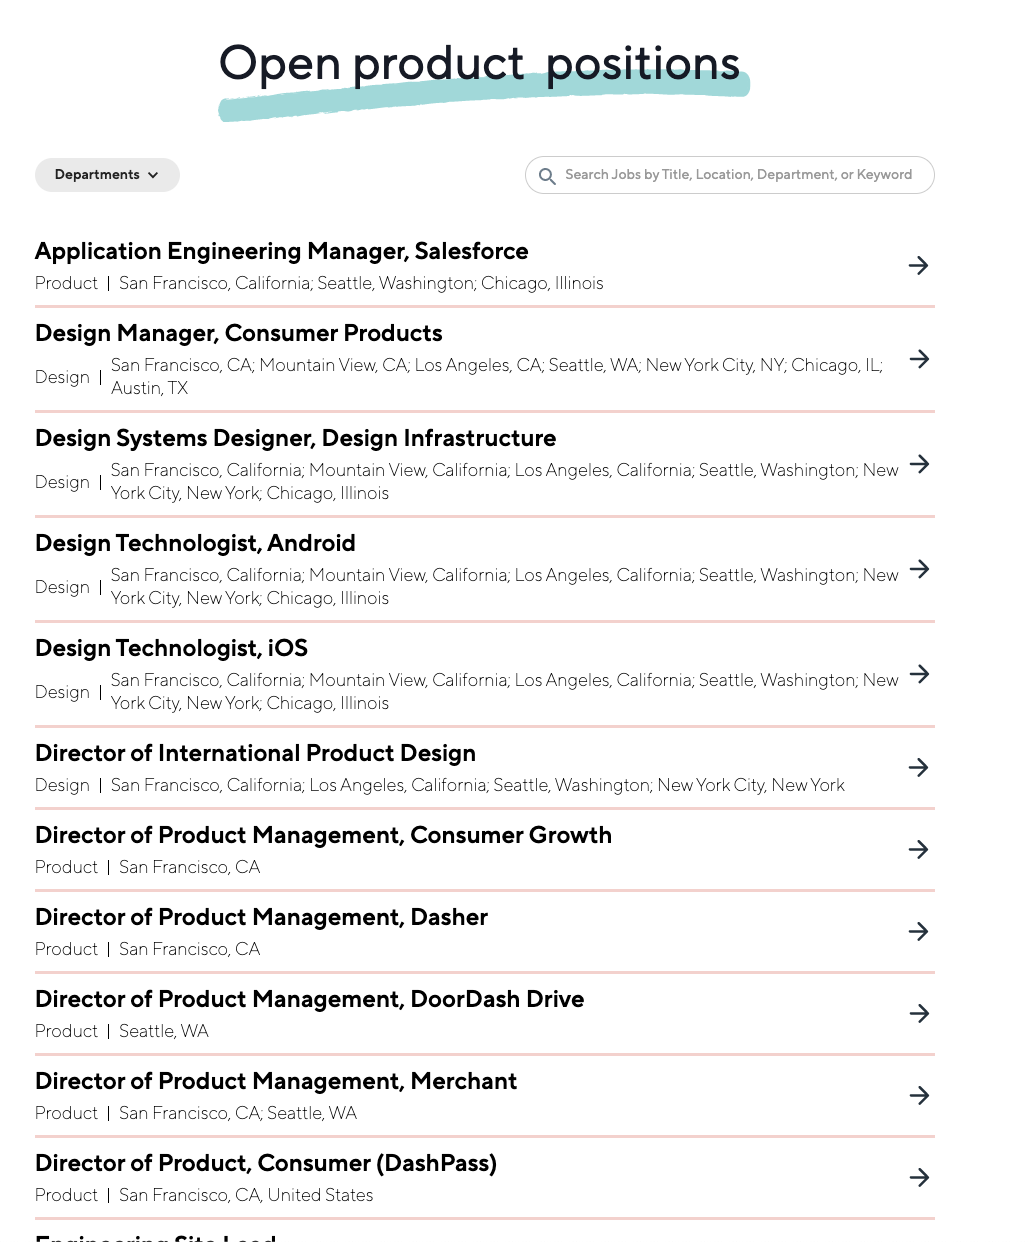 Open product positions
Departments
Search Jobs by Title, Location, Department, or Keyword
Application Engineering Manager, Salesforce
Product | San Francisco, California; Seattle, Washington; Chicago, Illinois
Design Manager, Consumer Products
Design | San Francisco, CA; Mountain View, CA; Los Angeles, CA; Seattle, WA; New York City, NY; Chicago, IL;
Austin, TX
Design Systems Designer, Design Infrastructure
Design | San Francisco, California; Mountain View, California; Los Angeles, California; Seattle, Washington; New
York City, New York; Chicago, Illinois
Design Technologist, Android
Design | San Francisco, California; Mountain View, California; Los Angeles, California; Seattle, Washington; New
York City, New York; Chicago, Illinois
Design Technologist, iOS
Design | San Francisco, California; Mountain View, California; Los Angeles, California; Seattle, Washington; New
York City, New York; Chicago, Illinois
Director of International Product Design
Design | San Francisco, California; Los Angeles, California; Seattle, Washington; New York City, New York
Director of Product Management, Consumer Growth
Product | San Francisco, CA
Director of Product Management, Dasher
Product | San Francisco, CA
Director of Product Management, DoorDash Drive
Product | Seattle, WA
Director of Product Management, Merchant
Product | San Francisco, CA; Seattle, WA
Director of Product, Consumer (DashPass)
Product | San Francisco, CA, United States
Engineering Site Lead